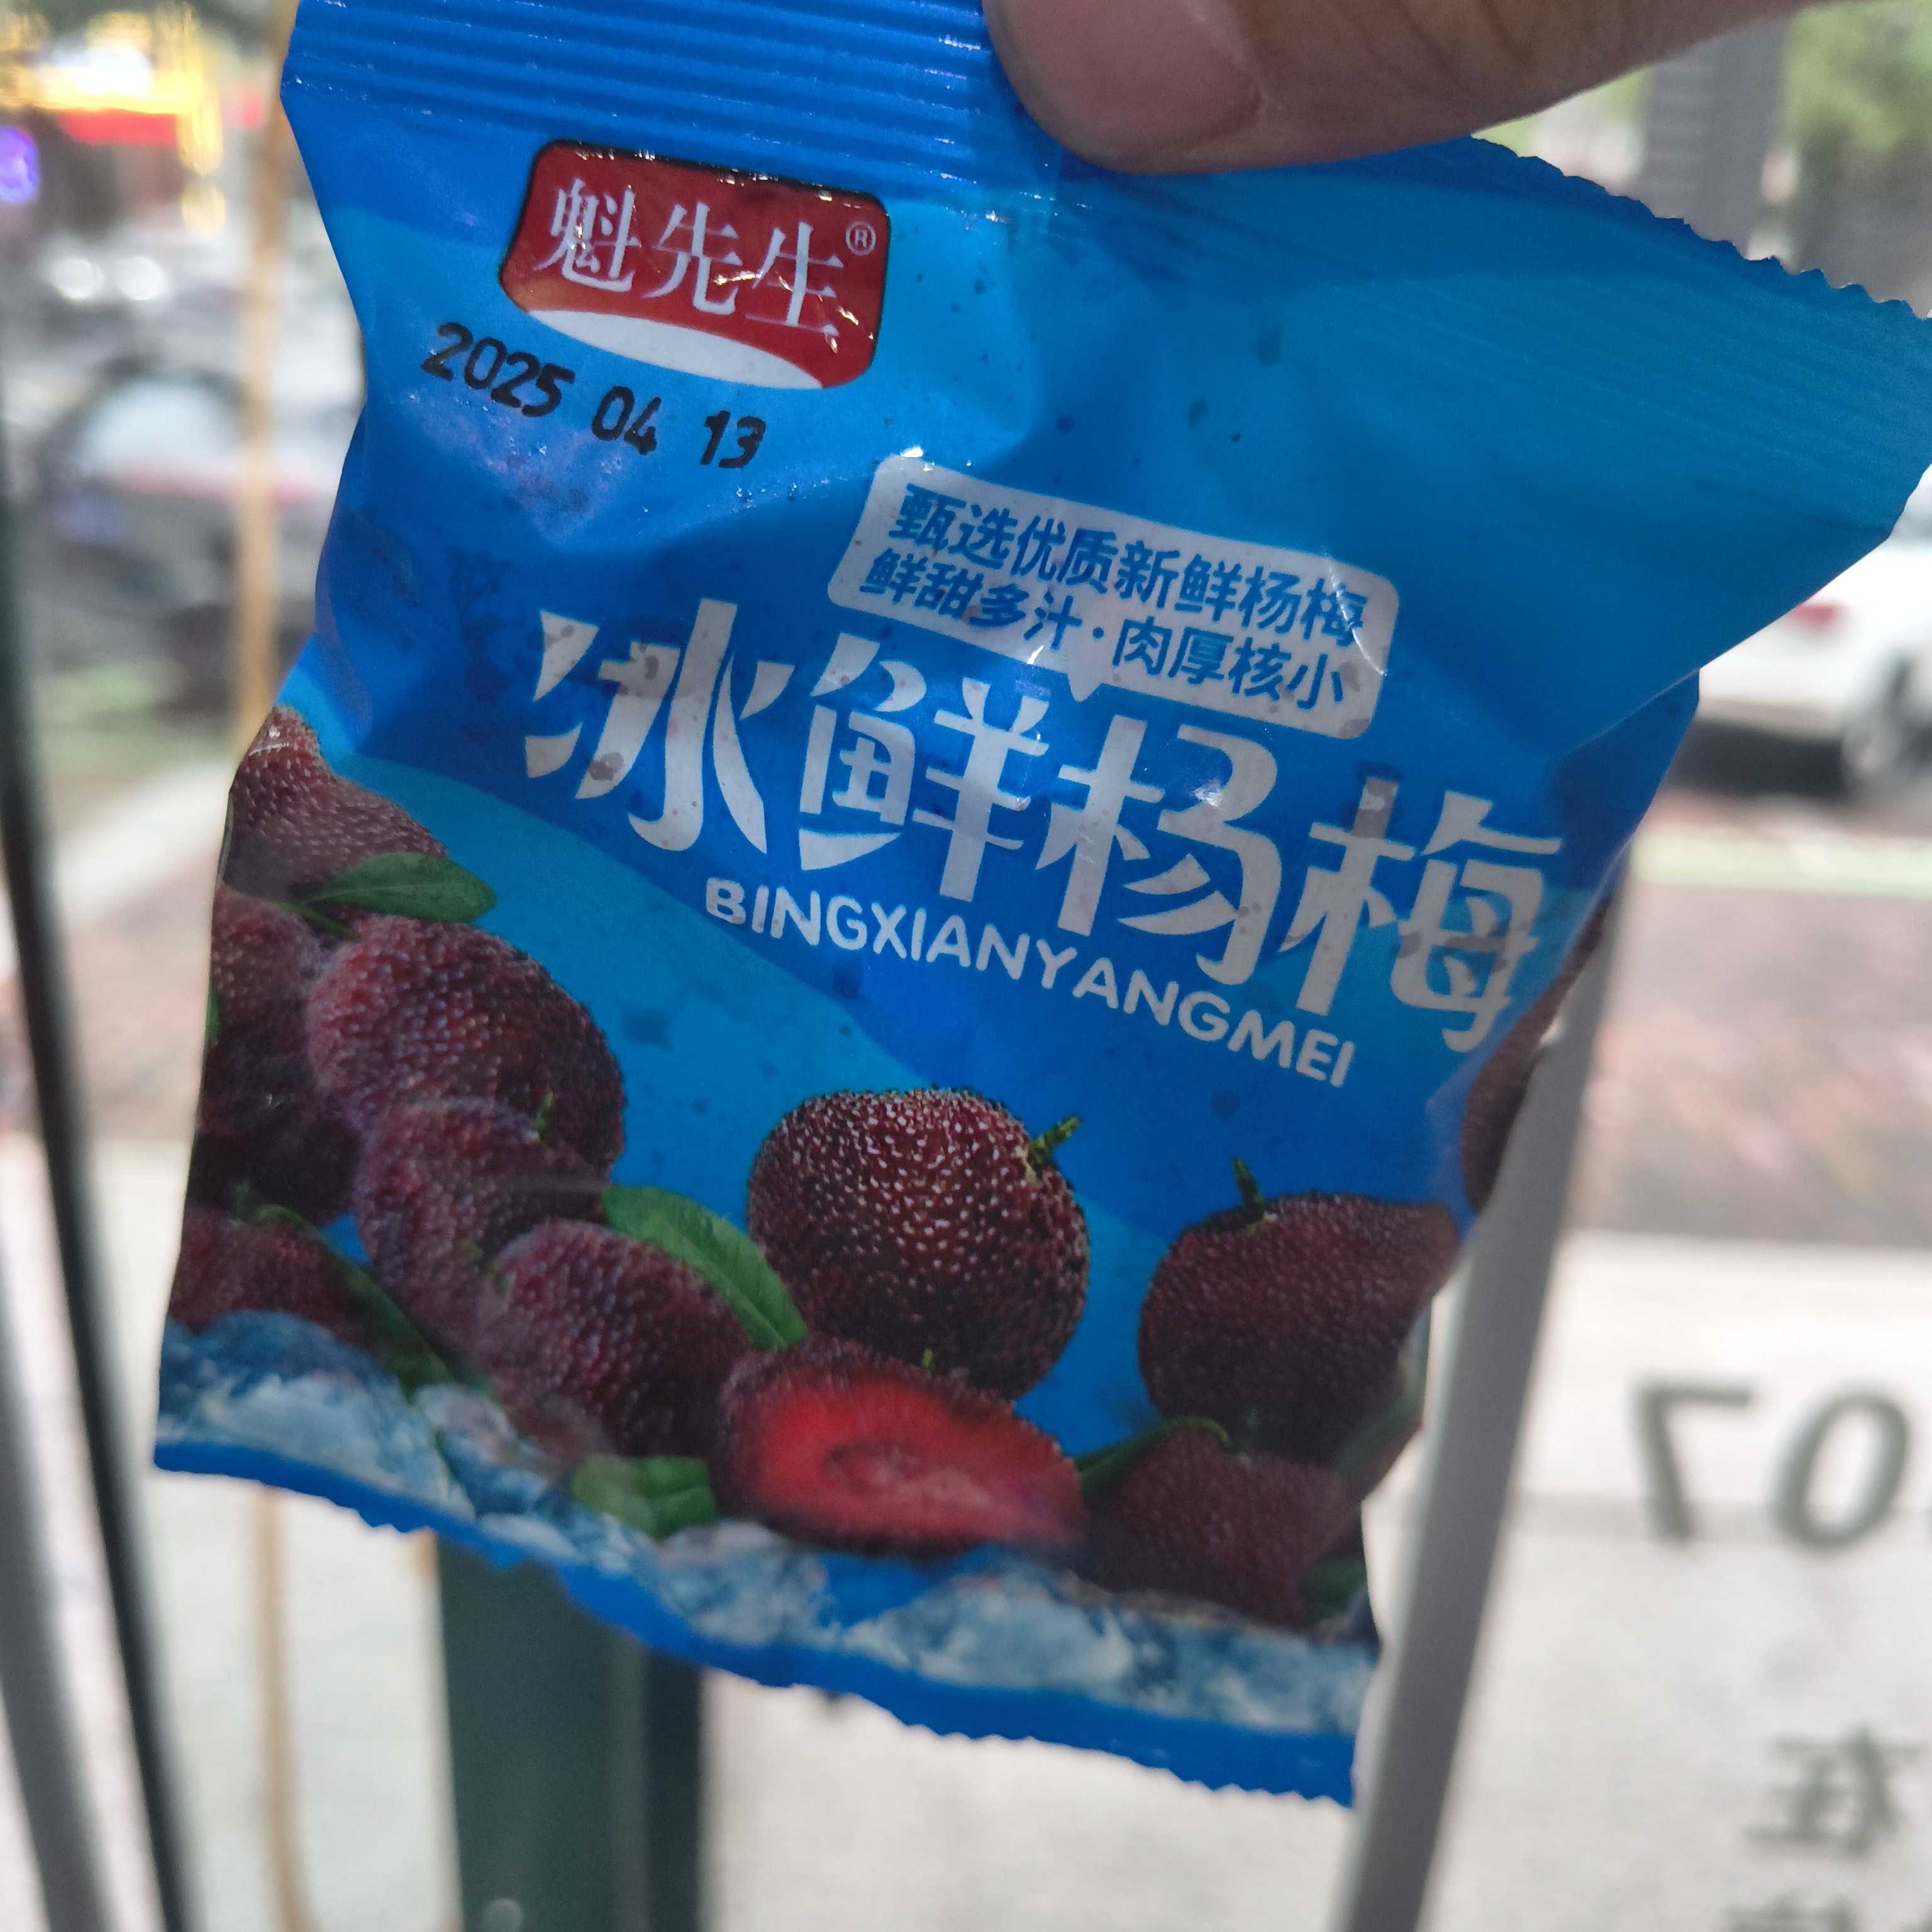 魁先生®
2025 04 13
甄选优质新鲜杨梅
鲜甜多汁·肉厚核小
冰鲜杨梅
BINGXIANYANGMEI
07